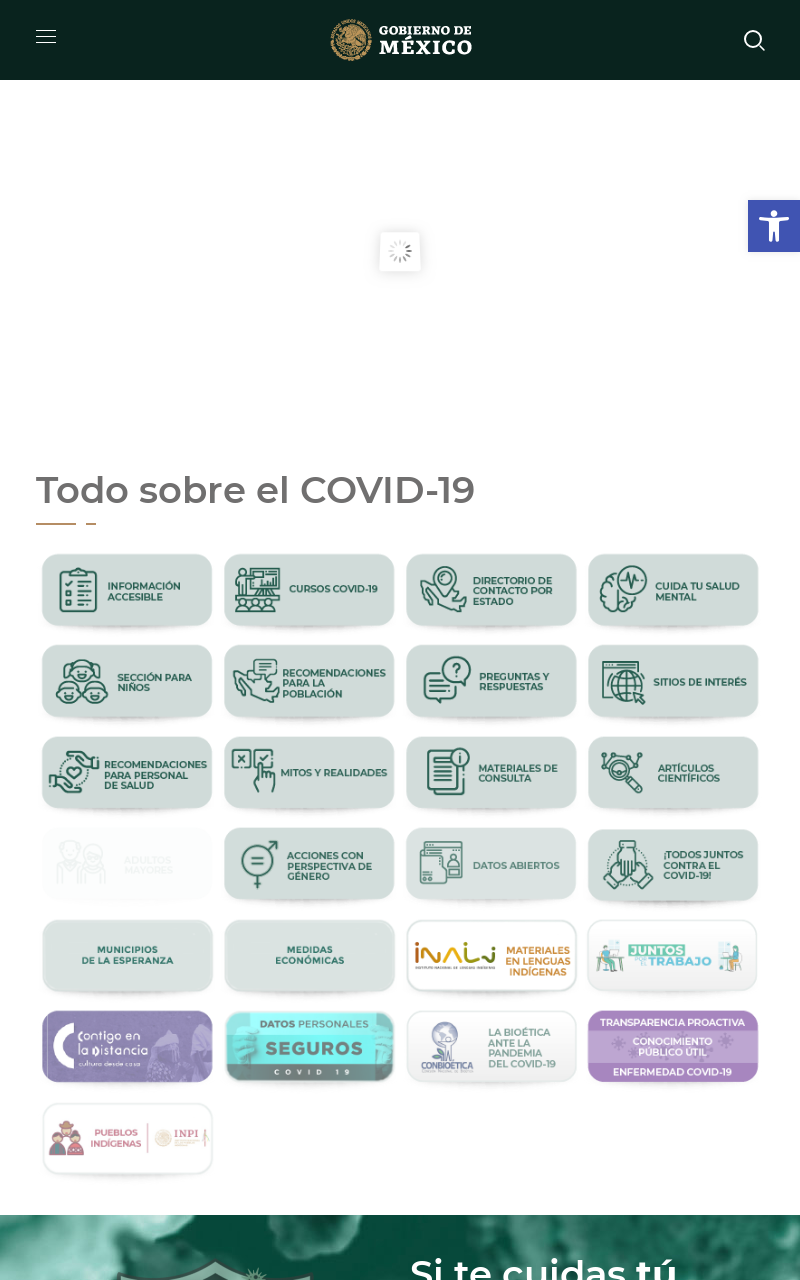 GOBIERNO DE
MÉXICO
Todo sobre el COVID-19
INFORMACIÓN
ACCESIBLE
CURSOS COVID-19
DIRECTORIO DE
CONTACTO POR
ESTADO
CUIDA TU SALUD
MENTAL
SECCIÓN PARA
NIÑOS
RECOMENDACIONES
PARA LA
POBLACIÓN
PREGUNTAS Y
RESPUESTAS
SITIOS DE INTERÉS
RECOMENDACIONES
PARA PERSONAL
DE SALUD
MITOS Y REALIDADES
MATERIALES DE
CONSULTA
ARTÍCULOS
CIENTÍFICOS
ADULTOS
MAYORES
ACCIONES CON
PERSPECTIVA DE
GÉNERO
DATOS ABIERTOS
¡TODOS JUNTOS
CONTRA EL
COVID-19!
MUNICIPIOS
DE LA ESPERANZA
MEDIDAS
ECONÓMICAS
INALI
INSTITUTO NACIONAL DE LENGUAS INDÍGENAS
MATERIALES
EN LENGUAS
INDÍGENAS
JUNTOS
TRABAJO
Contigo en
la Distancia
cultura desde casa
DATOS PERSONALES
SEGUROS
COVID 19
CONBIOÉTICA
LA BIOÉTICA
ANTE LA
PANDEMIA
DEL COVID-19
TRANSPARENCIA PROACTIVA
CONOCIMIENTO
PÚBLICO ÚTIL
ENFERMEDAD COVID-19
PUEBLOS
INDÍGENAS
INPI
Si te cuidas tú